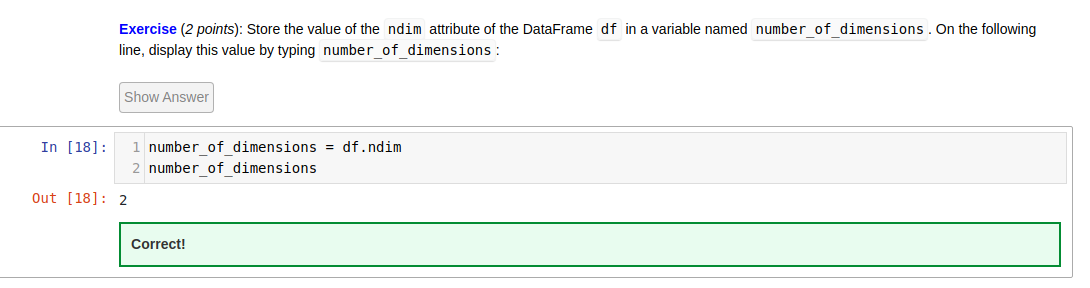 Exercise (2 points): Store the value of the ndim attribute of the DataFrame df in a variable named number_of_dimensions. On the following
line, display this value by typing number_of_dimensions:
Show Answer
In [18]: 1 number_of_dimensions = df.ndim
2 number_of_dimensions
Out [18]: 2
Correct!